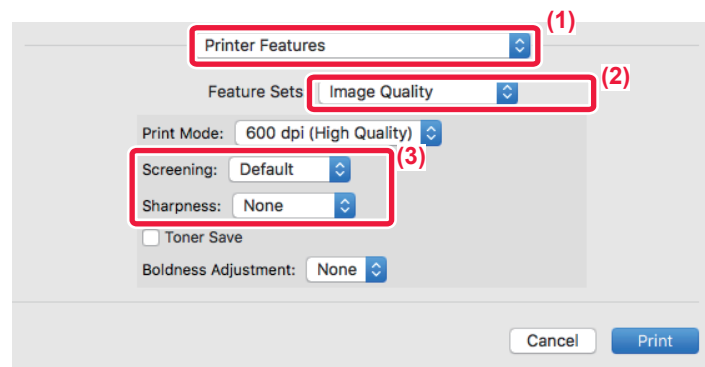 (1)
Printer Features
(2)
Feature Sets Image Quality
Print Mode: 600 dpi (High Quality)
(3)
Screening: Default
Sharpness: None
Toner Save
Boldness Adjustment: None
Cancel Print